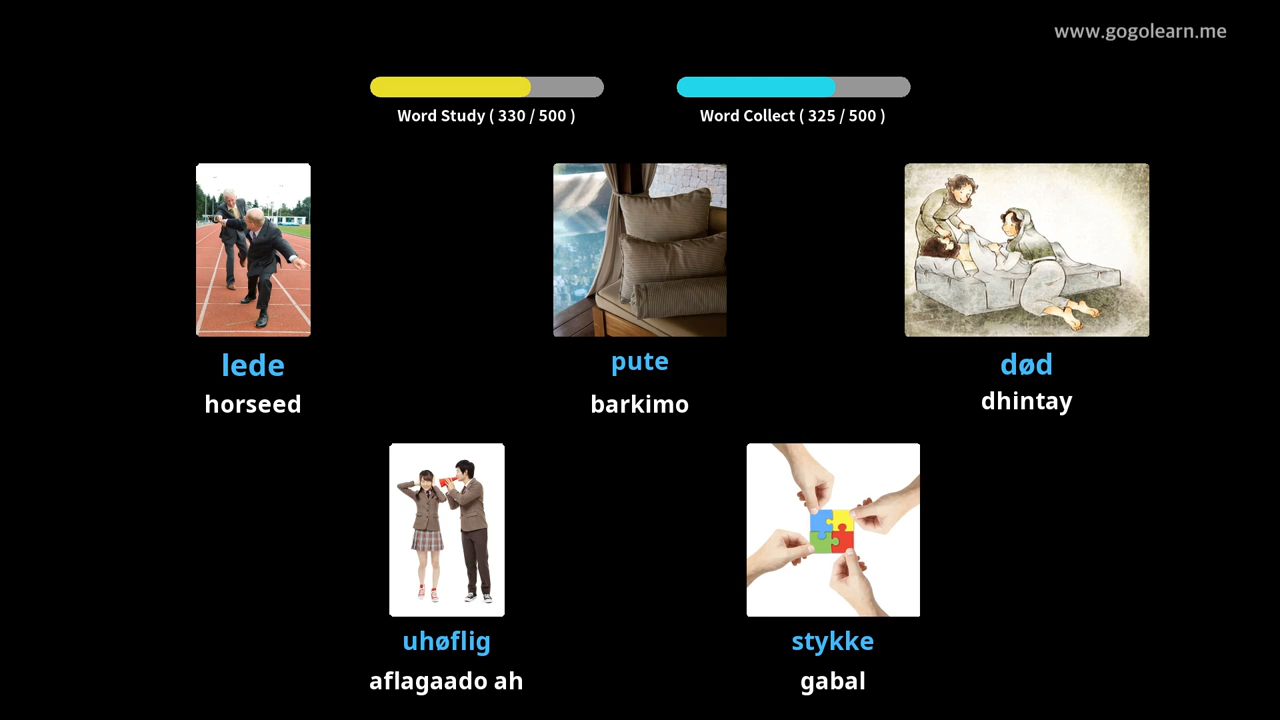 www.gogolearn.me
Word Study ( 330 / 500 )
Word Collect ( 325 / 500 )
lede
horseed
pute
barkimo
død
dhintay
uhøflig
aflagaado ah
stykke
gabal